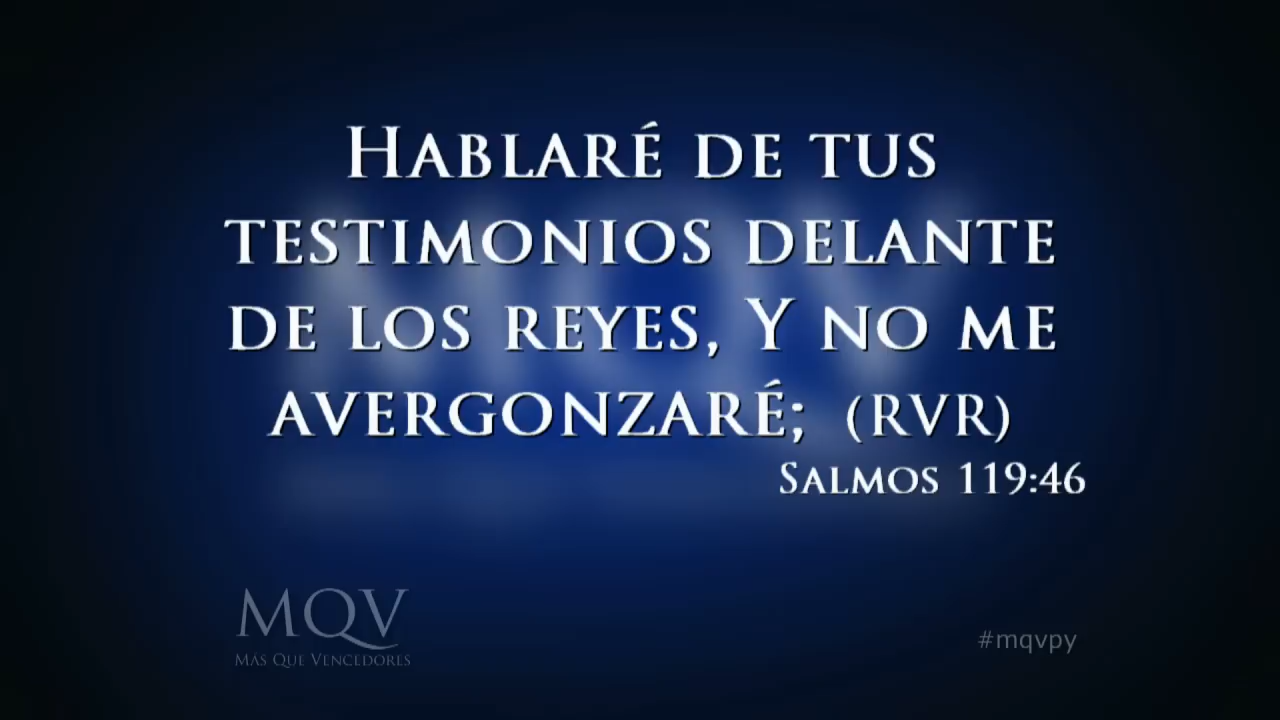 Hablaré de tus
testimonios delante
de los reyes, Y no me
avergonzaré; (RVR)
Salmos 119:46
MQV
Más Que Vencedores
#mqvpy